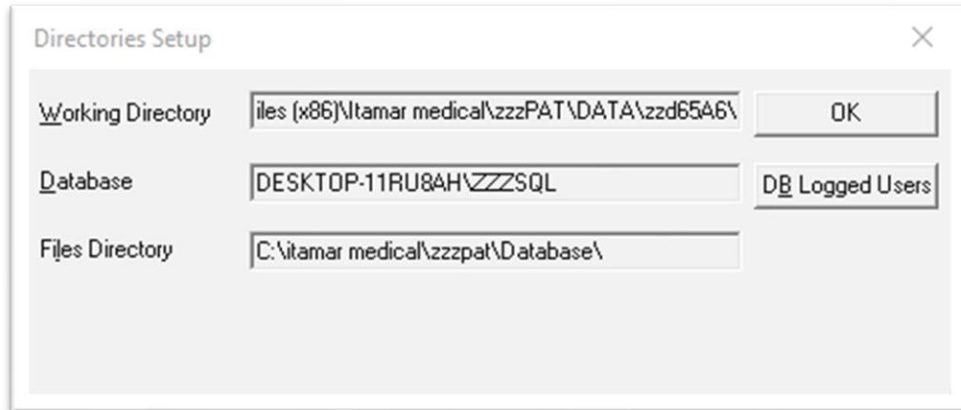 Directories Setup
Working Directory iles (x86)\Itamar medical\zzzPAT\DATA\zzd65A6\ OK
Database DESKTOP-11RU8AH\ZZZSQL DB Logged Users
Files Directory C:\itamar medical\zzzpat\Database\